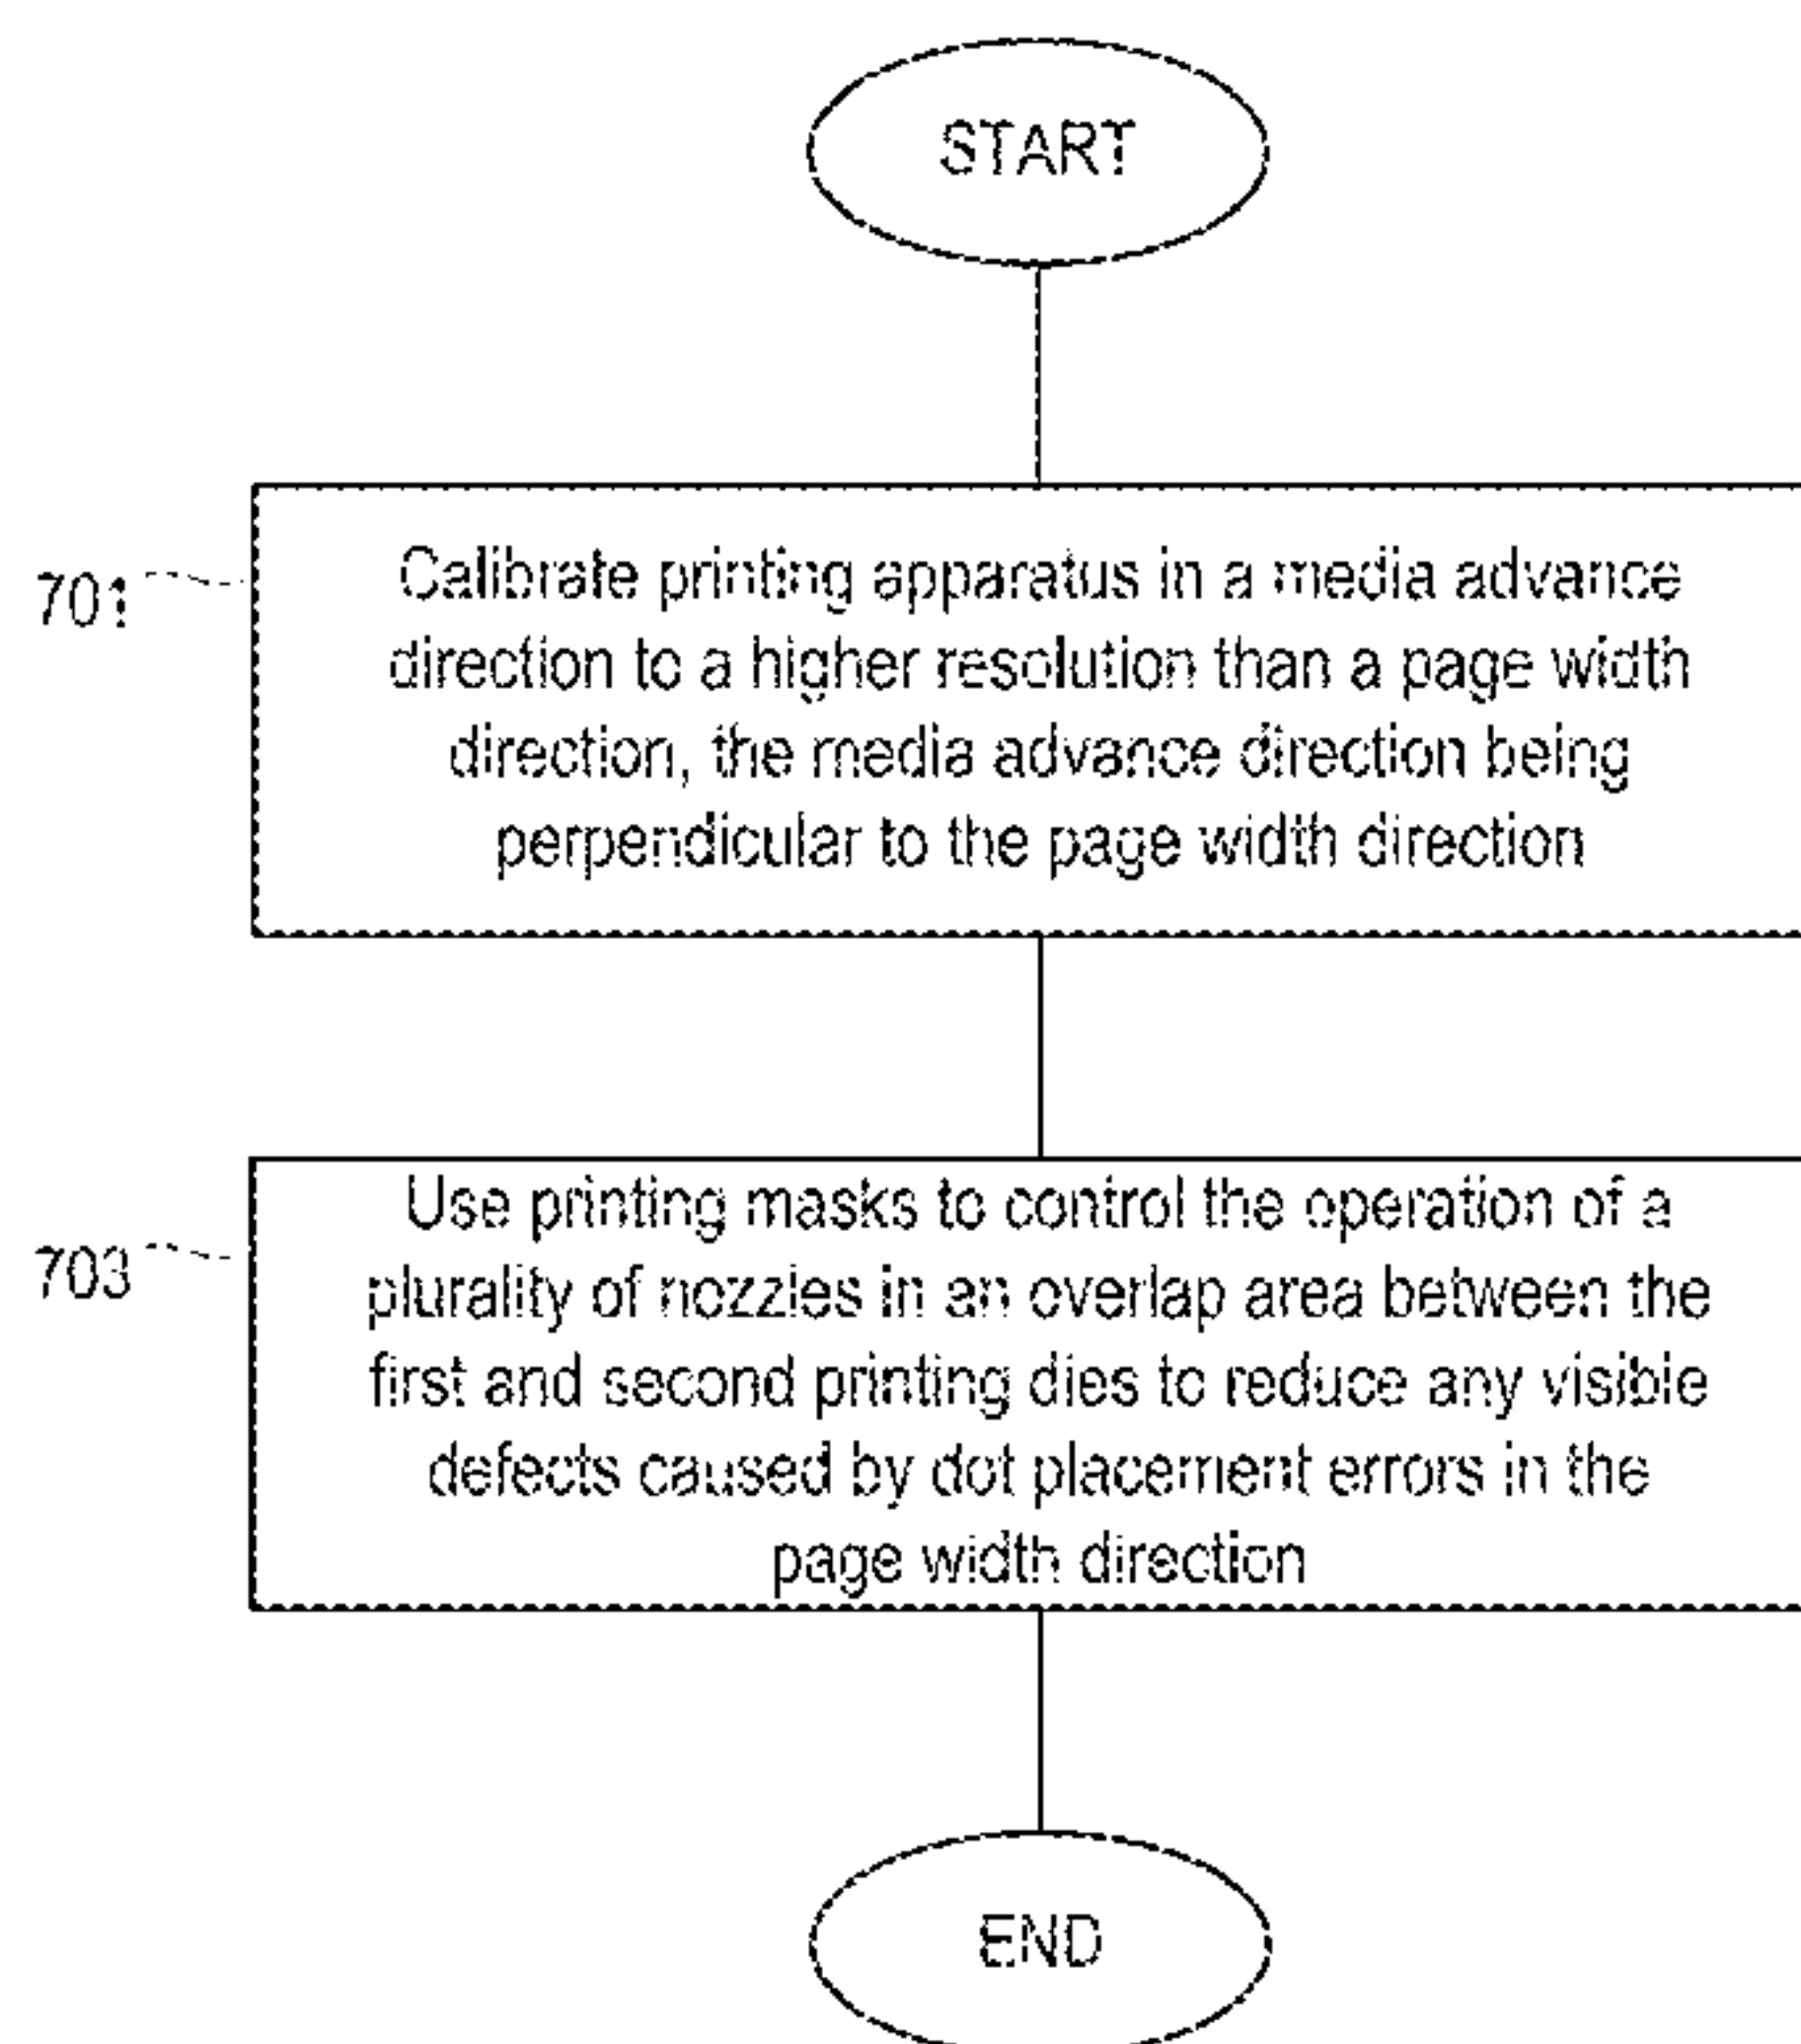 START
701
Calibrate printing apparatus in a media advance
direction to a higher resolution than a page width
direction, the media advance direction being
perpendicular to the page width direction
703
Use printing masks to control the operation of a
plurality of nozzles in an overlap area between the
first and second printing dies to reduce any visible
defects caused by dot placement errors in the
page width direction
END